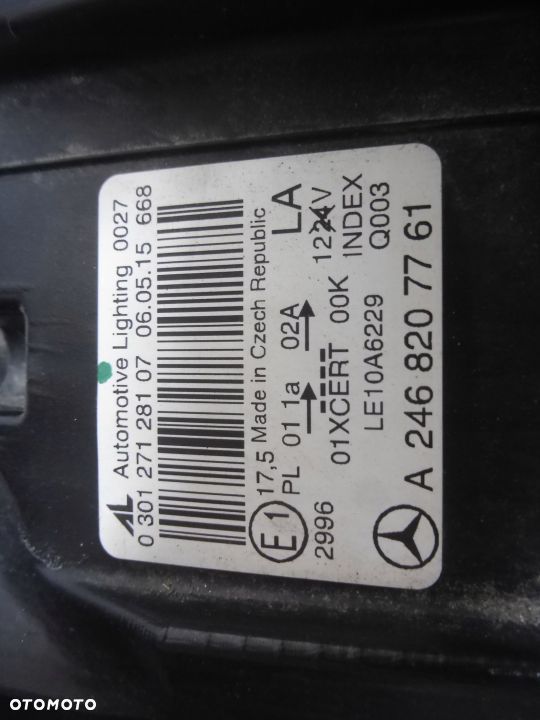 AL Automotive Lighting 0027
0 301 271 281 07 06.05.15 668
E1 17,5 Made in Czech Republic
PL 01 1a 02A LA
2996 01XCERT 00K 1224V
LE10A6229 INDEX
A 246 820 77 61 Q003
OTOMOTO